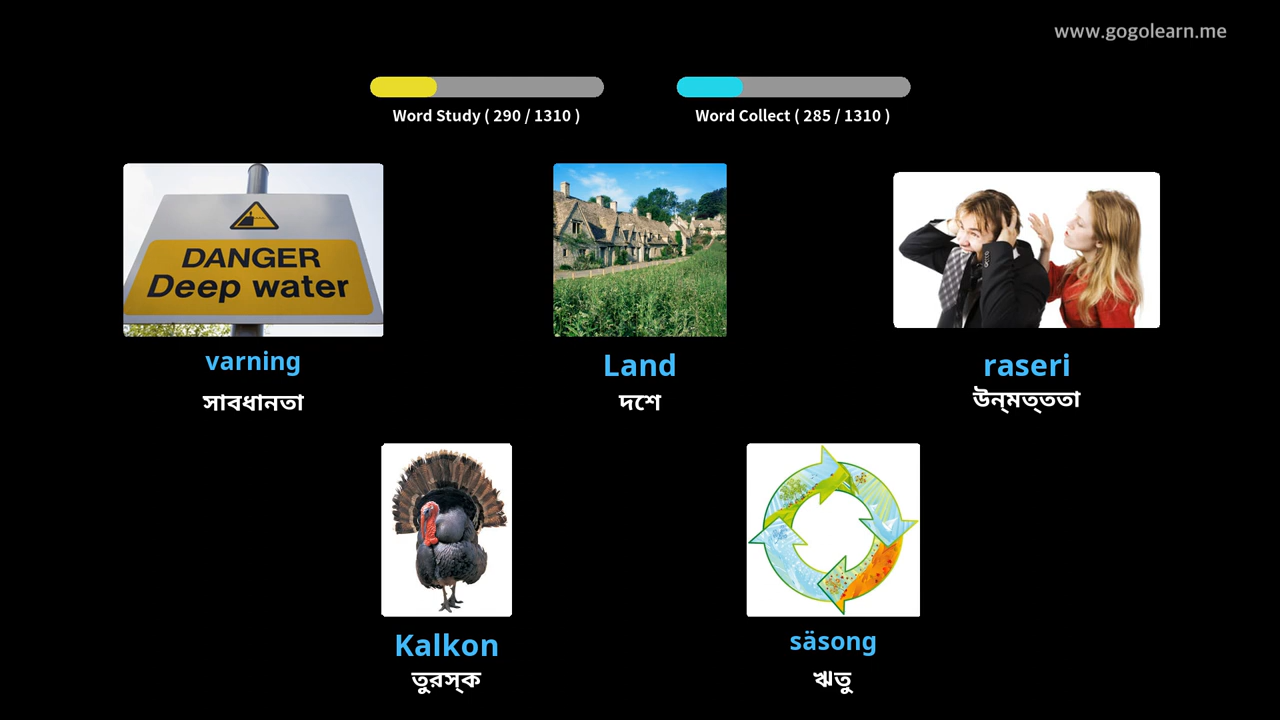 www.gogolearn.me
Word Study ( 290 / 1310 )
Word Collect ( 285 / 1310 )
DANGER
Deep water
varning
সাবধানতা
Land
দেশ
raseri
উন্মত্ততা
Kalkon
তুরস্ক
säsong
ঋতু